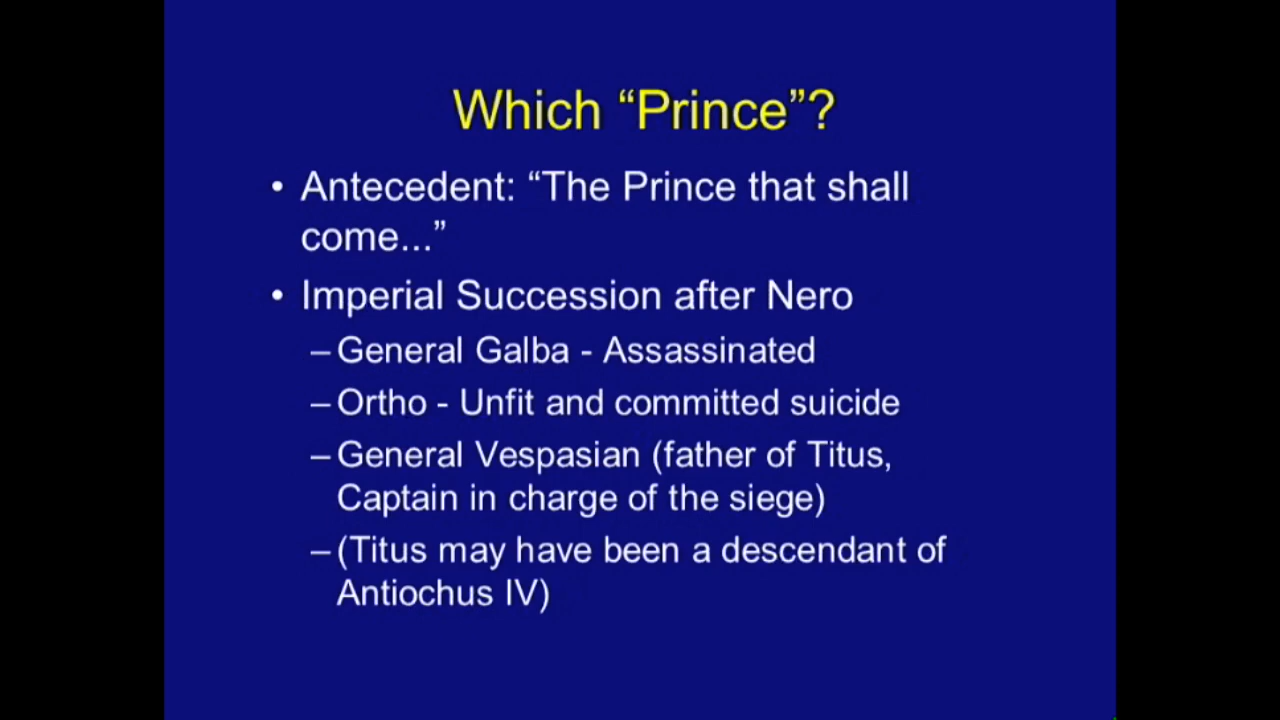 Which “Prince”?
• Antecedent: “The Prince that shall
come...”
• Imperial Succession after Nero
– General Galba - Assassinated
– Ortho - Unfit and committed suicide
– General Vespasian (father of Titus,
Captain in charge of the siege)
– (Titus may have been a descendant of
Antiochus IV)